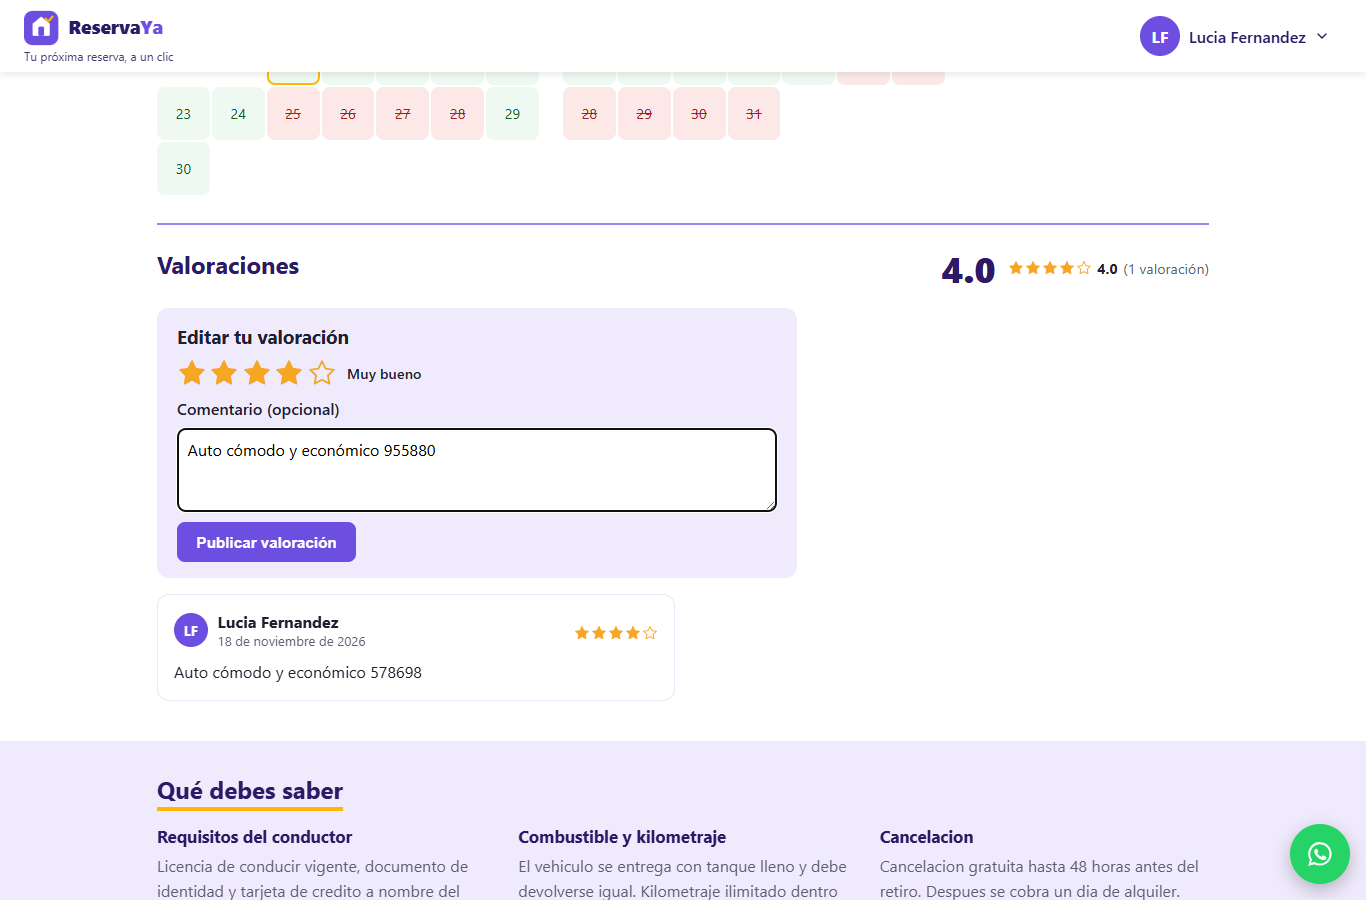 ReservaYa
Tu próxima reserva, a un clic
LF Lucia Fernandez
23 24 25 26 27 28 29 28 29 30 31
30
Valoraciones
4.0 4.0 (1 valoración)
Editar tu valoración
Muy bueno
Comentario (opcional)
Auto cómodo y económico 955880
Publicar valoración
LF Lucia Fernandez
18 de noviembre de 2026
Auto cómodo y económico 578698
Qué debes saber
Requisitos del conductor
Licencia de conducir vigente, documento de
identidad y tarjeta de credito a nombre del
Combustible y kilometraje
El vehiculo se entrega con tanque lleno y debe
devolverse igual. Kilometraje ilimitado dentro
Cancelacion
Cancelacion gratuita hasta 48 horas antes del
retiro. Despues se cobra un dia de alquiler.